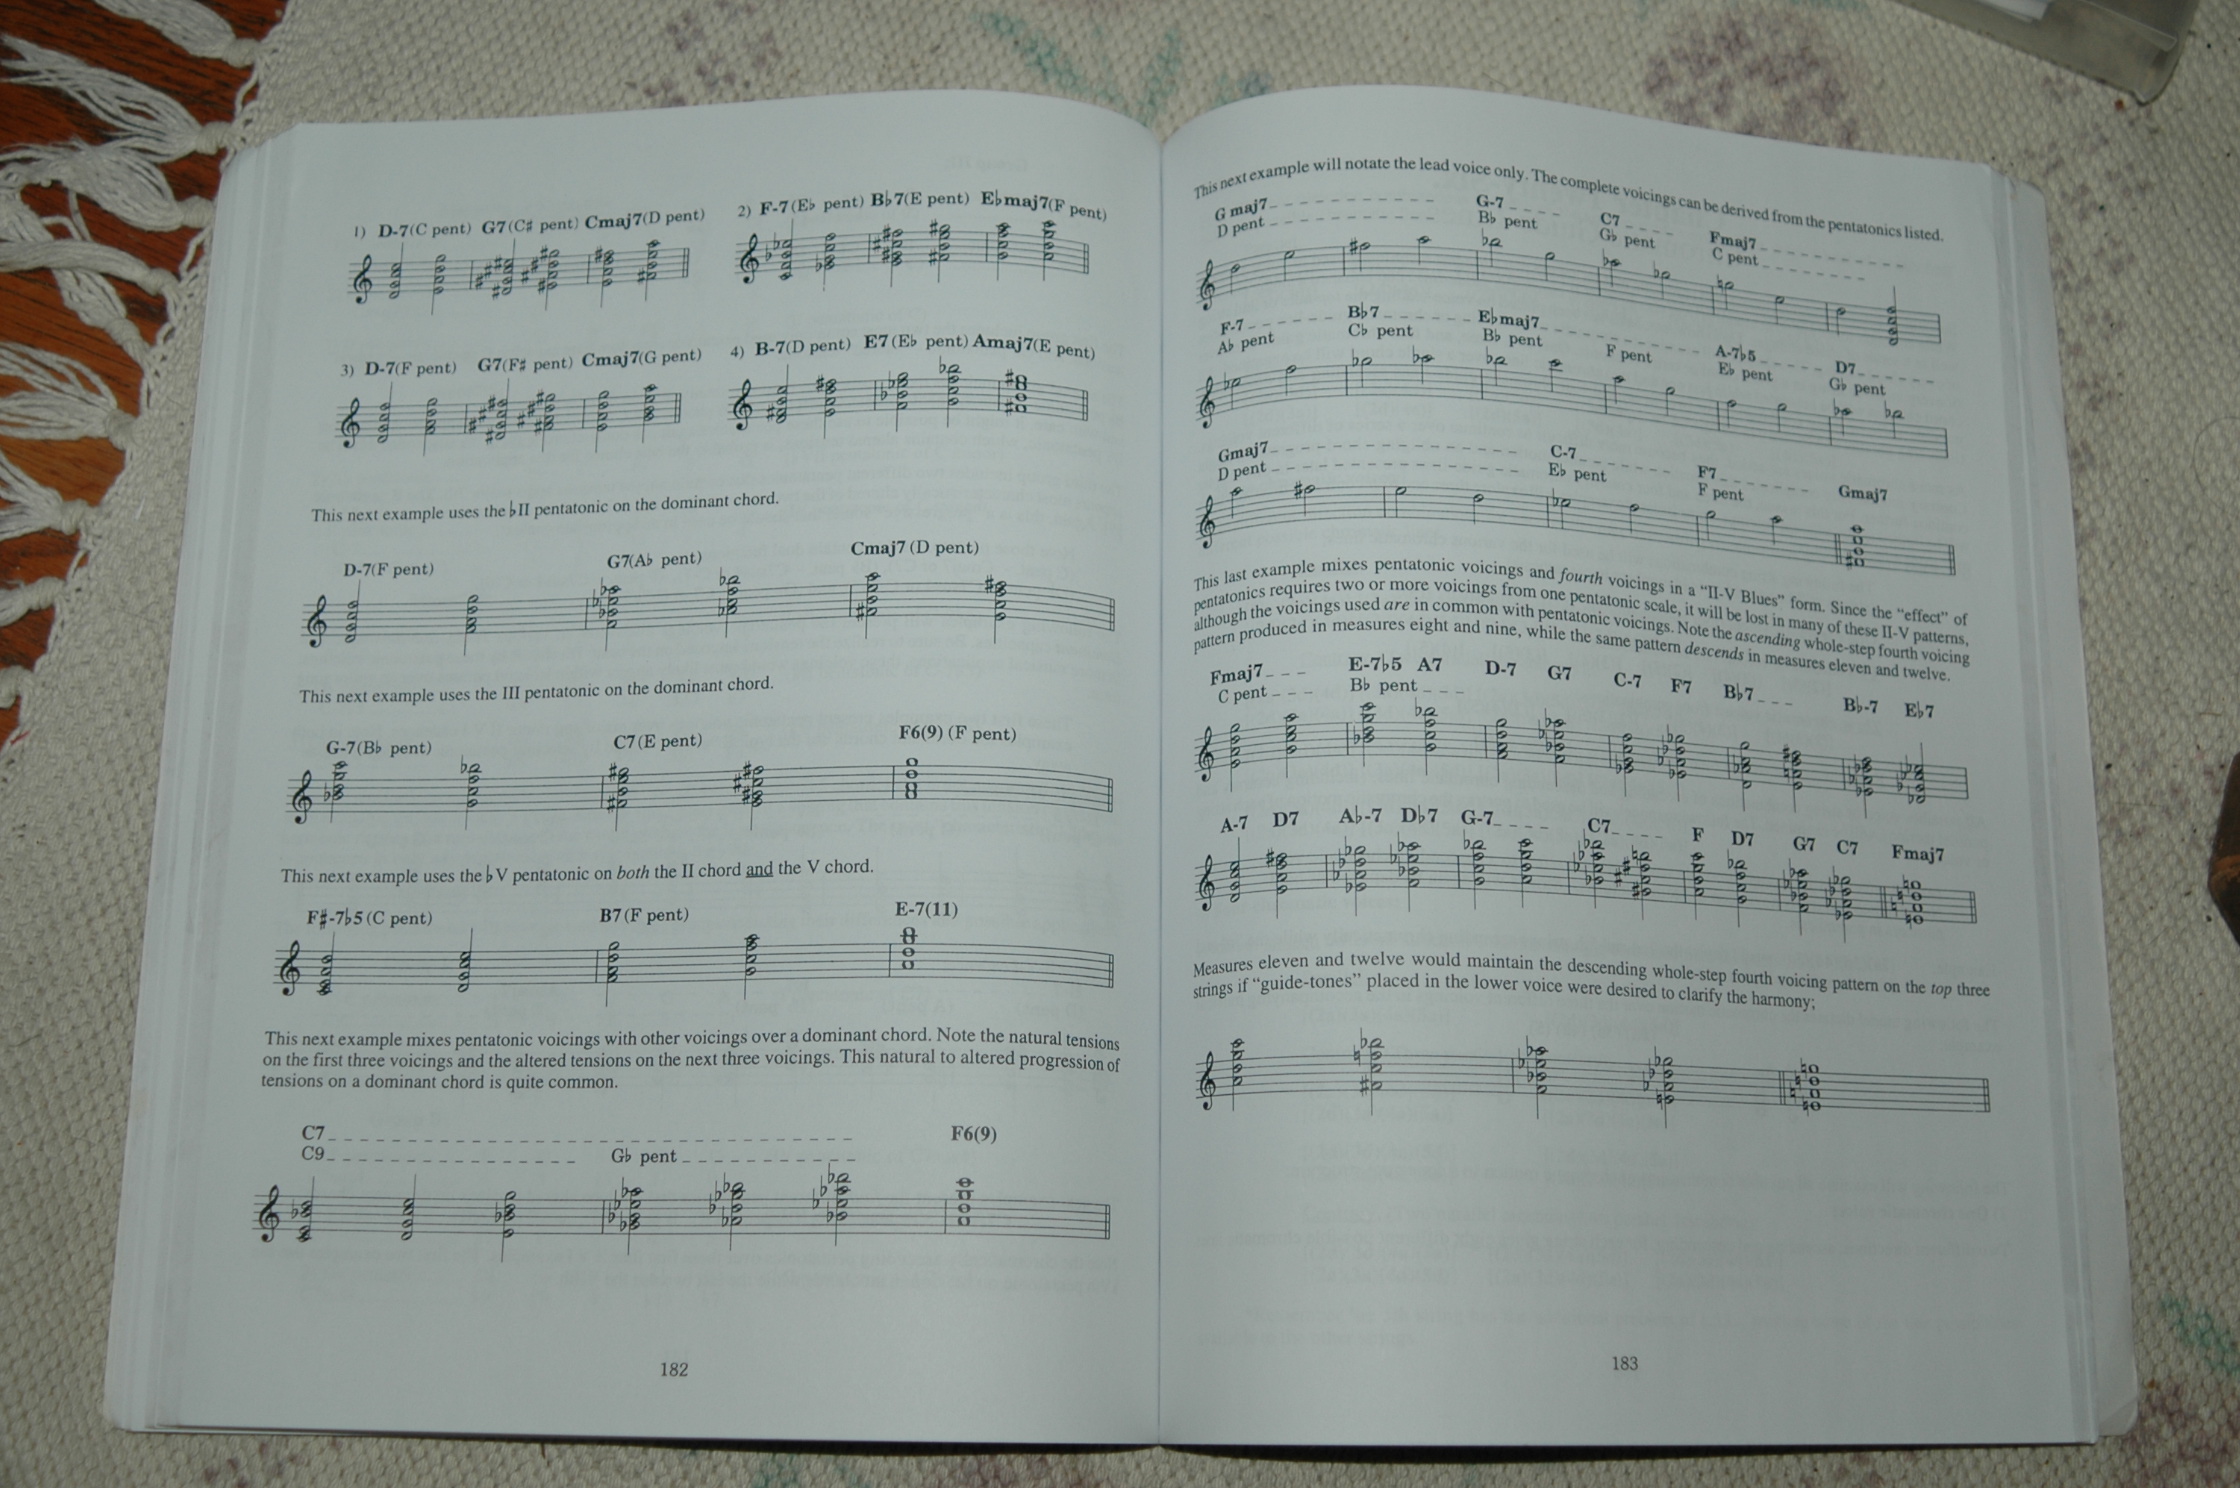 1) D-7(C pent) G7(C♯ pent) Cmaj7(D pent)
2) F-7(E♭ pent) B♭7(E pent) E♭maj7(F pent)
3) D-7(F pent) G7(F♯ pent) Cmaj7(G pent)
4) B-7(D pent) E7(E♭ pent) Amaj7(E pent)
This next example uses the ♭II pentatonic on the dominant chord.
D-7(F pent) G7(A♭ pent) Cmaj7(D pent)
This next example uses the III pentatonic on the dominant chord.
G-7(B♭ pent) C7(E pent) F6(9) (F pent)
This next example uses the ♭V pentatonic on both the II chord and the V chord.
F♯-7♭5(C pent) B7(F pent) E-7(11)
This next example mixes pentatonic voicings with other voicings over a dominant chord. Note the natural tensions
on the first three voicings and the altered tensions on the next three voicings. This natural to altered progression of
tensions on a dominant chord is quite common.
C7 F6(9)
C9 G♭ pent
182
This next example will notate the lead voice only. The complete voicings can be derived from the pentatonics listed.
G maj7 G-7 C7 Fmaj7
D pent B♭ pent G♭ pent C pent
F-7 B♭7 E♭maj7 A-7♭5 D7
A♭ pent C♭ pent B♭ pent F pent E♭ pent G♭ pent
Gmaj7 C-7 F7 Gmaj7
D pent E♭ pent F pent
This last example mixes pentatonic voicings and fourth voicings in a “II-V Blues” form. Since the “effect” of
pentatonics requires two or more voicings from one pentatonic scale, it will be lost in many of these II-V patterns,
although the voicings used are in common with pentatonic voicings. Note the ascending whole-step fourth voicing
pattern produced in measures eight and nine, while the same pattern descends in measures eleven and twelve.
Fmaj7 E-7♭5 A7 D-7 G7 C-7 F7 B♭7 B♭-7 E♭7
C pent B♭ pent
A-7 D7 A♭-7 D♭7 G-7 C7 F D7 G7 C7 Fmaj7
Measures eleven and twelve would maintain the descending whole-step fourth voicing pattern on the top three
strings if “guide-tones” placed in the lower voice were desired to clarify the harmony;
183